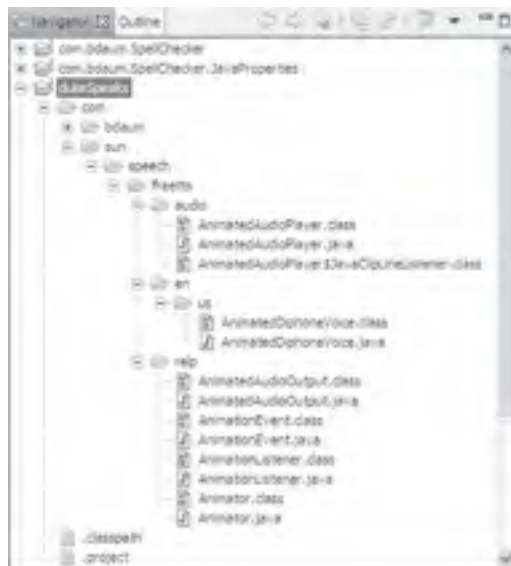 Navigator Outline
com.bdaum.SpellChecker
com.bdaum.SpellChecker.JavaProperties
dukeSpeaks
com
bdaum
sun
speech
freetts
audio
AnimatedAudioPlayer.class
AnimatedAudioPlayer.java
AnimatedAudioPlayer$JavaClipLineListener.class
en
us
AnimatedDiphoneVoice.class
AnimatedDiphoneVoice.java
relp
AnimatedAudioOutput.class
AnimatedAudioOutput.java
AnimationEvent.class
AnimationEvent.java
AnimationListener.class
AnimationListener.java
Animator.class
Animator.java
.classpath
.project